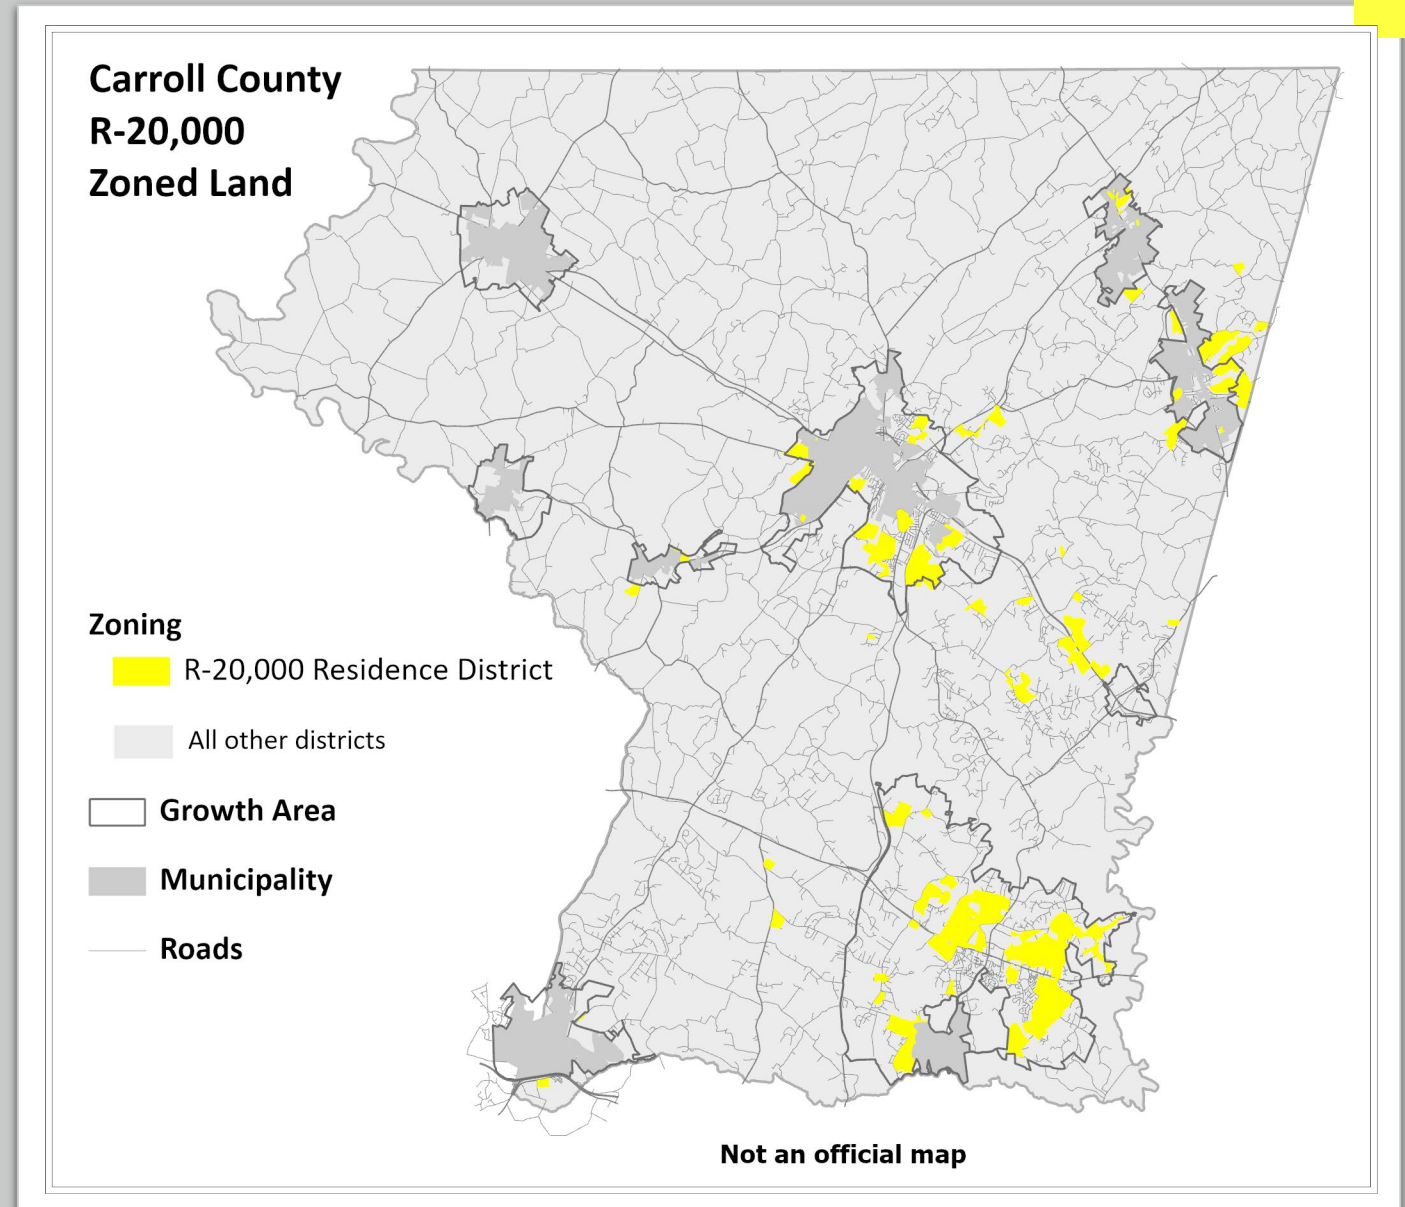 Carroll County
R-20,000
Zoned Land
Zoning
R-20,000 Residence District
All other districts
Growth Area
Municipality
Roads
Not an official map